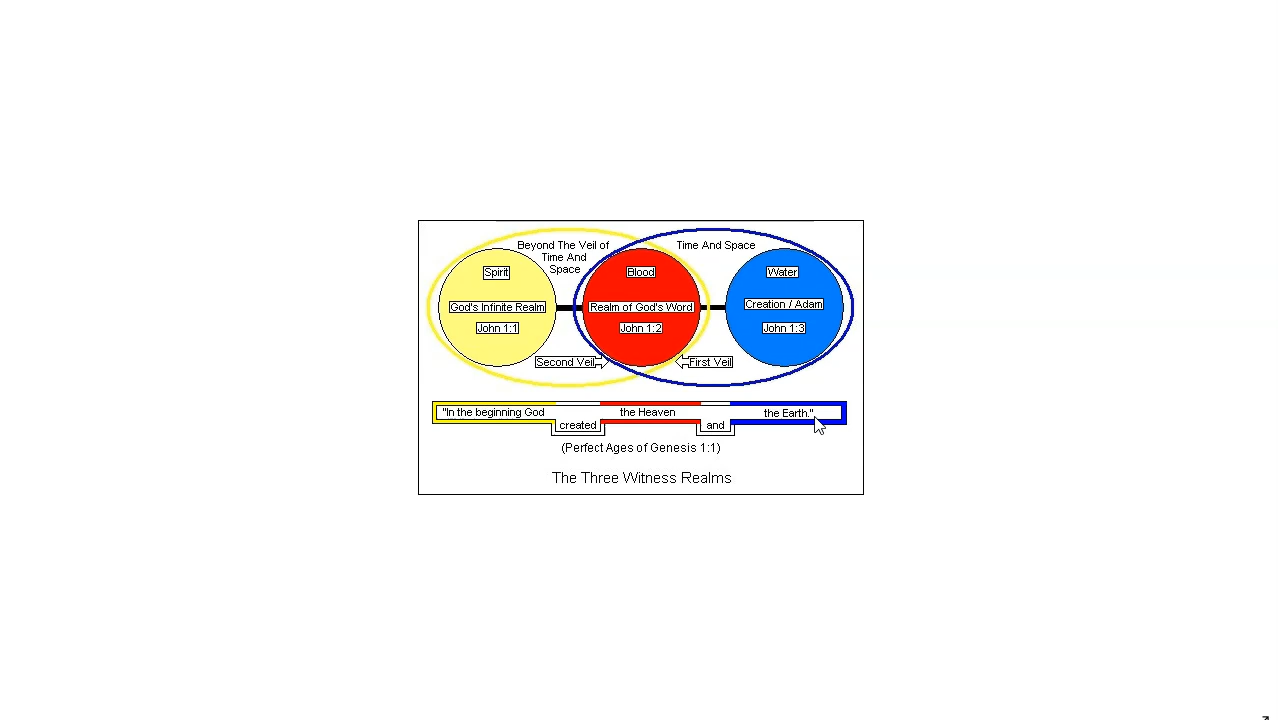 Beyond The Veil of
Time And
Space
Time And Space
Spirit
Blood
Water
God's Infinite Realm
Realm of God's Word
Creation / Adam
John 1:1
John 1:2
John 1:3
Second Veil
First Veil
"In the beginning God
created
the Heaven
and
the Earth."
(Perfect Ages of Genesis 1:1)
The Three Witness Realms